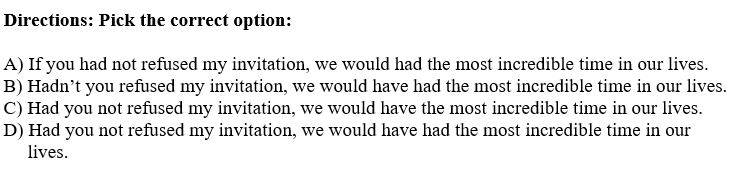 Directions: Pick the correct option:
A) If you had not refused my invitation, we would had the most incredible time in our lives.
B) Hadn’t you refused my invitation, we would have had the most incredible time in our lives.
C) Had you not refused my invitation, we would have the most incredible time in our lives.
D) Had you not refused my invitation, we would have had the most incredible time in our
lives.